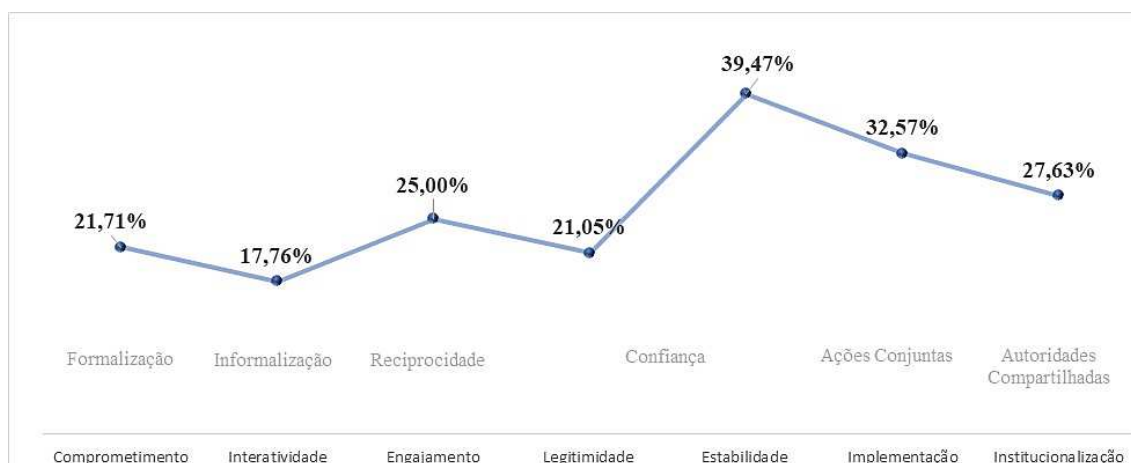 39,47%
32,57%
27,63%
25,00%
21,71%
21,05%
17,76%
Formalização Informalização Reciprocidade Confiança Ações Conjuntas Autoridades
Compartilhadas
Comprometimento Interatividade Engajamento Legitimidade Estabilidade Implementação Institucionalização